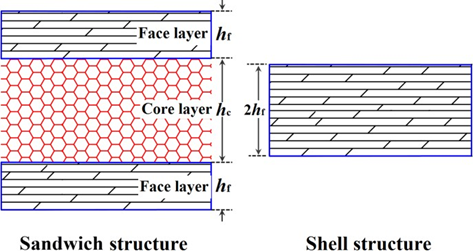 Face layer hf
Core layer hc
2hf
Face layer hf
Sandwich structure
Shell structure